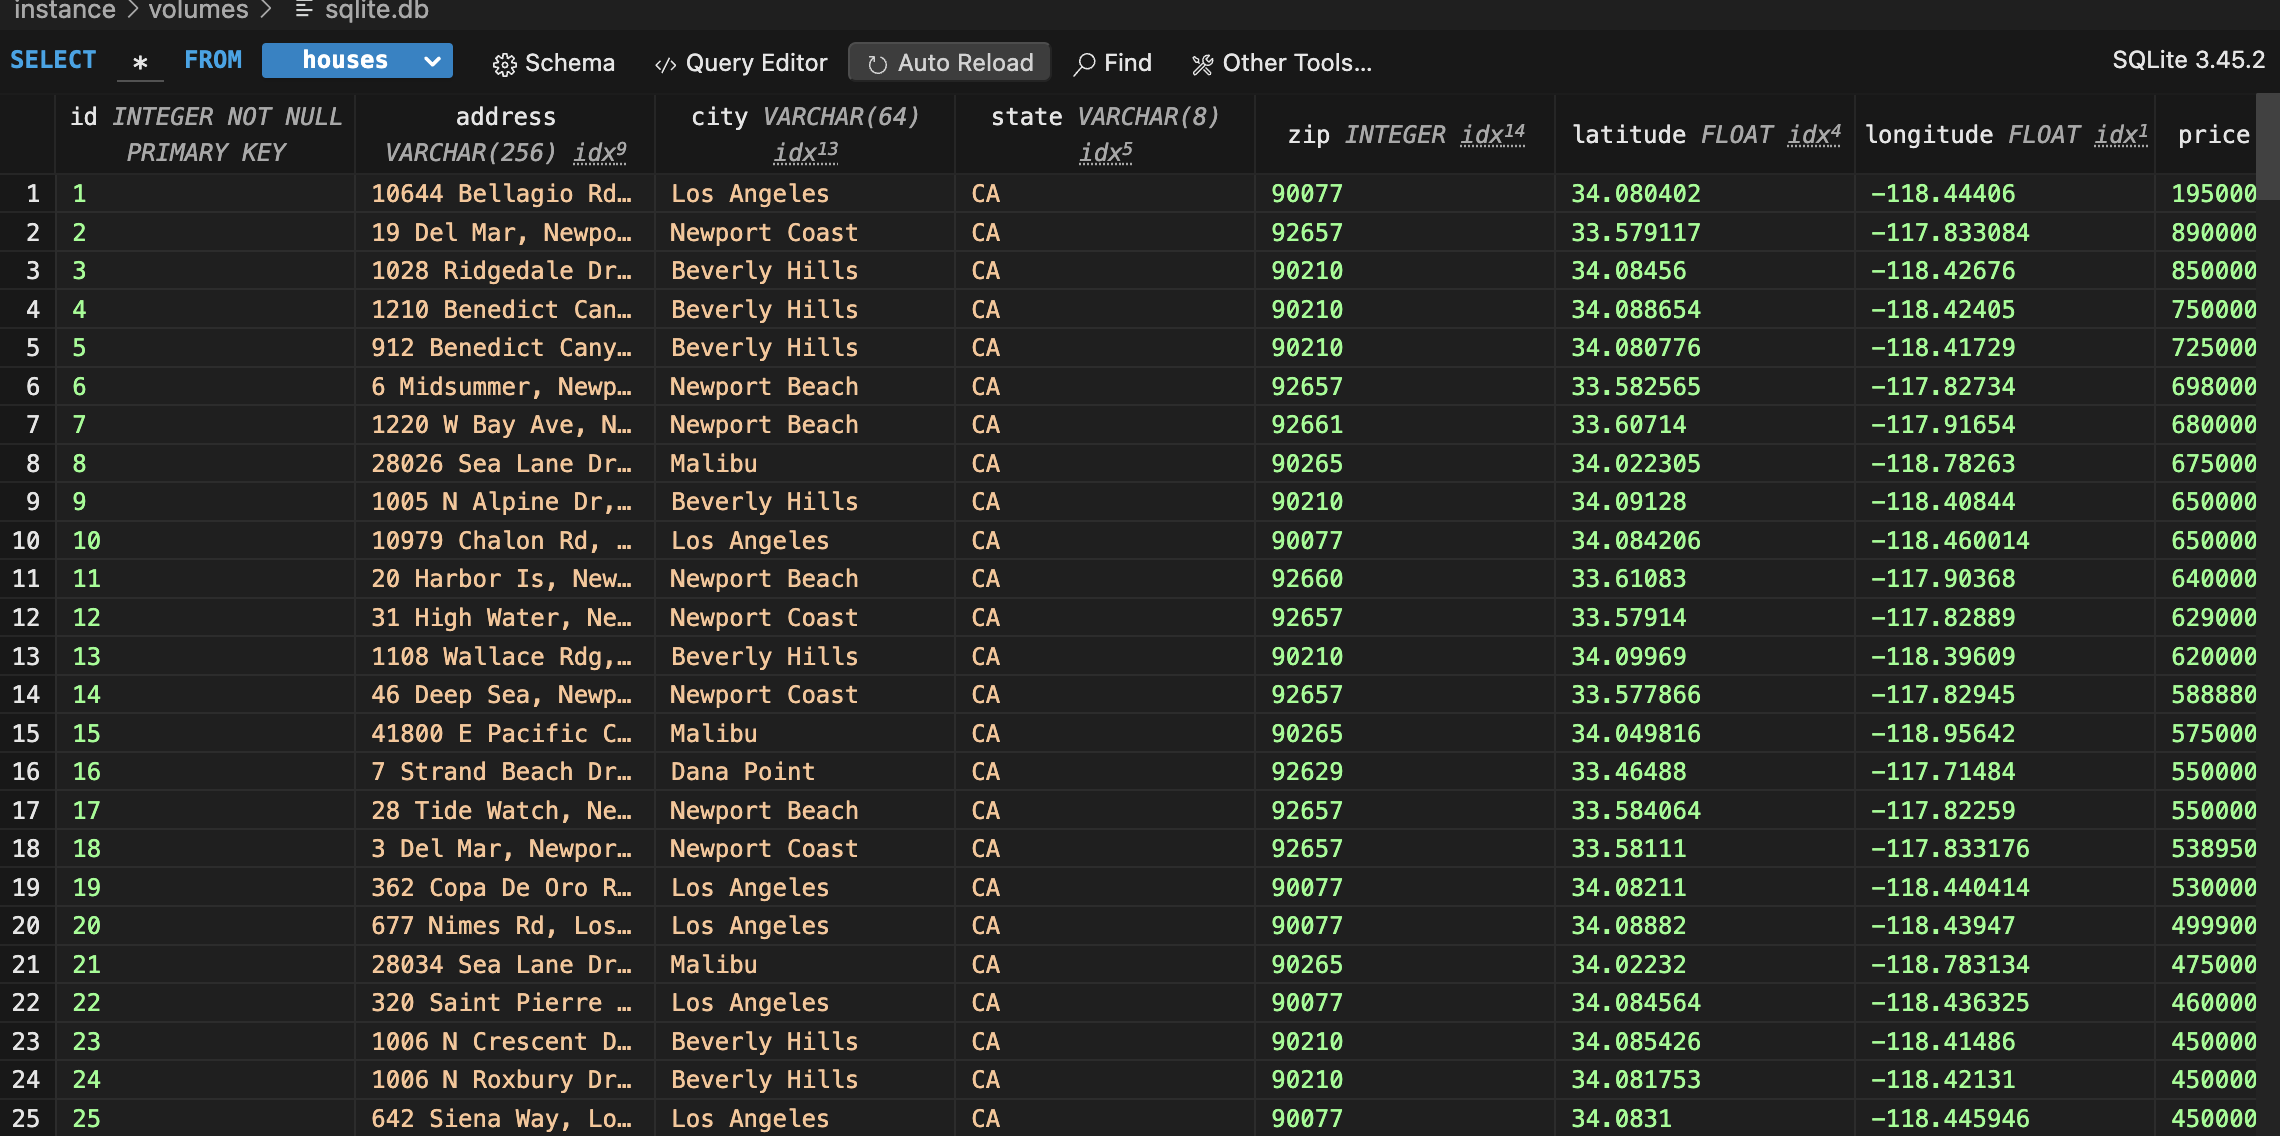 instance > volumes > sqlite.db
SELECT * FROM houses Schema </> Query Editor Auto Reload Find Other Tools... SQLite 3.45.2
id INTEGER NOT NULL PRIMARY KEY address VARCHAR(256) idx9 city VARCHAR(64) idx13 state VARCHAR(8) idx5 zip INTEGER idx14 latitude FLOAT idx4 longitude FLOAT idx1 price
1 1 10644 Bellagio Rd… Los Angeles CA 90077 34.080402 -118.44406 195000
2 2 19 Del Mar, Newpo… Newport Coast CA 92657 33.579117 -117.833084 890000
3 3 1028 Ridgedale Dr… Beverly Hills CA 90210 34.08456 -118.42676 850000
4 4 1210 Benedict Can… Beverly Hills CA 90210 34.088654 -118.42405 750000
5 5 912 Benedict Cany… Beverly Hills CA 90210 34.080776 -118.41729 725000
6 6 6 Midsummer, Newp… Newport Beach CA 92657 33.582565 -117.82734 698000
7 7 1220 W Bay Ave, N… Newport Beach CA 92661 33.60714 -117.91654 680000
8 8 28026 Sea Lane Dr… Malibu CA 90265 34.022305 -118.78263 675000
9 9 1005 N Alpine Dr,… Beverly Hills CA 90210 34.09128 -118.40844 650000
10 10 10979 Chalon Rd, … Los Angeles CA 90077 34.084206 -118.460014 650000
11 11 20 Harbor Is, New… Newport Beach CA 92660 33.61083 -117.90368 640000
12 12 31 High Water, Ne… Newport Coast CA 92657 33.57914 -117.82889 629000
13 13 1108 Wallace Rdg,… Beverly Hills CA 90210 34.09969 -118.39609 620000
14 14 46 Deep Sea, Newp… Newport Coast CA 92657 33.577866 -117.82945 588880
15 15 41800 E Pacific C… Malibu CA 90265 34.049816 -118.95642 575000
16 16 7 Strand Beach Dr… Dana Point CA 92629 33.46488 -117.71484 550000
17 17 28 Tide Watch, Ne… Newport Beach CA 92657 33.584064 -117.82259 550000
18 18 3 Del Mar, Newpor… Newport Coast CA 92657 33.58111 -117.833176 538950
19 19 362 Copa De Oro R… Los Angeles CA 90077 34.08211 -118.440414 530000
20 20 677 Nimes Rd, Los… Los Angeles CA 90077 34.08882 -118.43947 499900
21 21 28034 Sea Lane Dr… Malibu CA 90265 34.02232 -118.783134 475000
22 22 320 Saint Pierre … Los Angeles CA 90077 34.084564 -118.436325 460000
23 23 1006 N Crescent D… Beverly Hills CA 90210 34.085426 -118.41486 450000
24 24 1006 N Roxbury Dr… Beverly Hills CA 90210 34.081753 -118.42131 450000
25 25 642 Siena Way, Lo… Los Angeles CA 90077 34.0831 -118.445946 450000